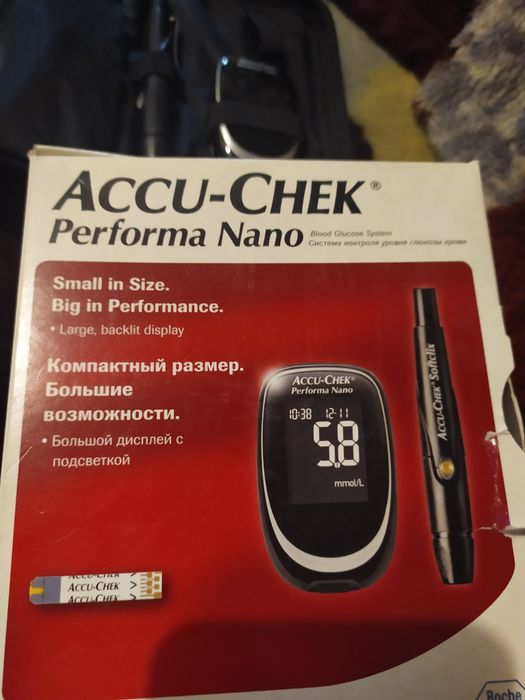 ACCU-CHEK®
Performa Nano
Blood Glucose System
Система контроля уровня глюкозы крови
Small in Size.
Big in Performance.
• Large, backlit display
Компактный размер.
Большие
возможности.
• Большой дисплей с
подсветкой
ACCU-CHEK®
Performa Nano
10:38 12-11
5.8
mmol/L
ACCU-CHEK® Softclix
ACCU-CHEK
ACCU-CHEK
ACCU-CHEK
Roche